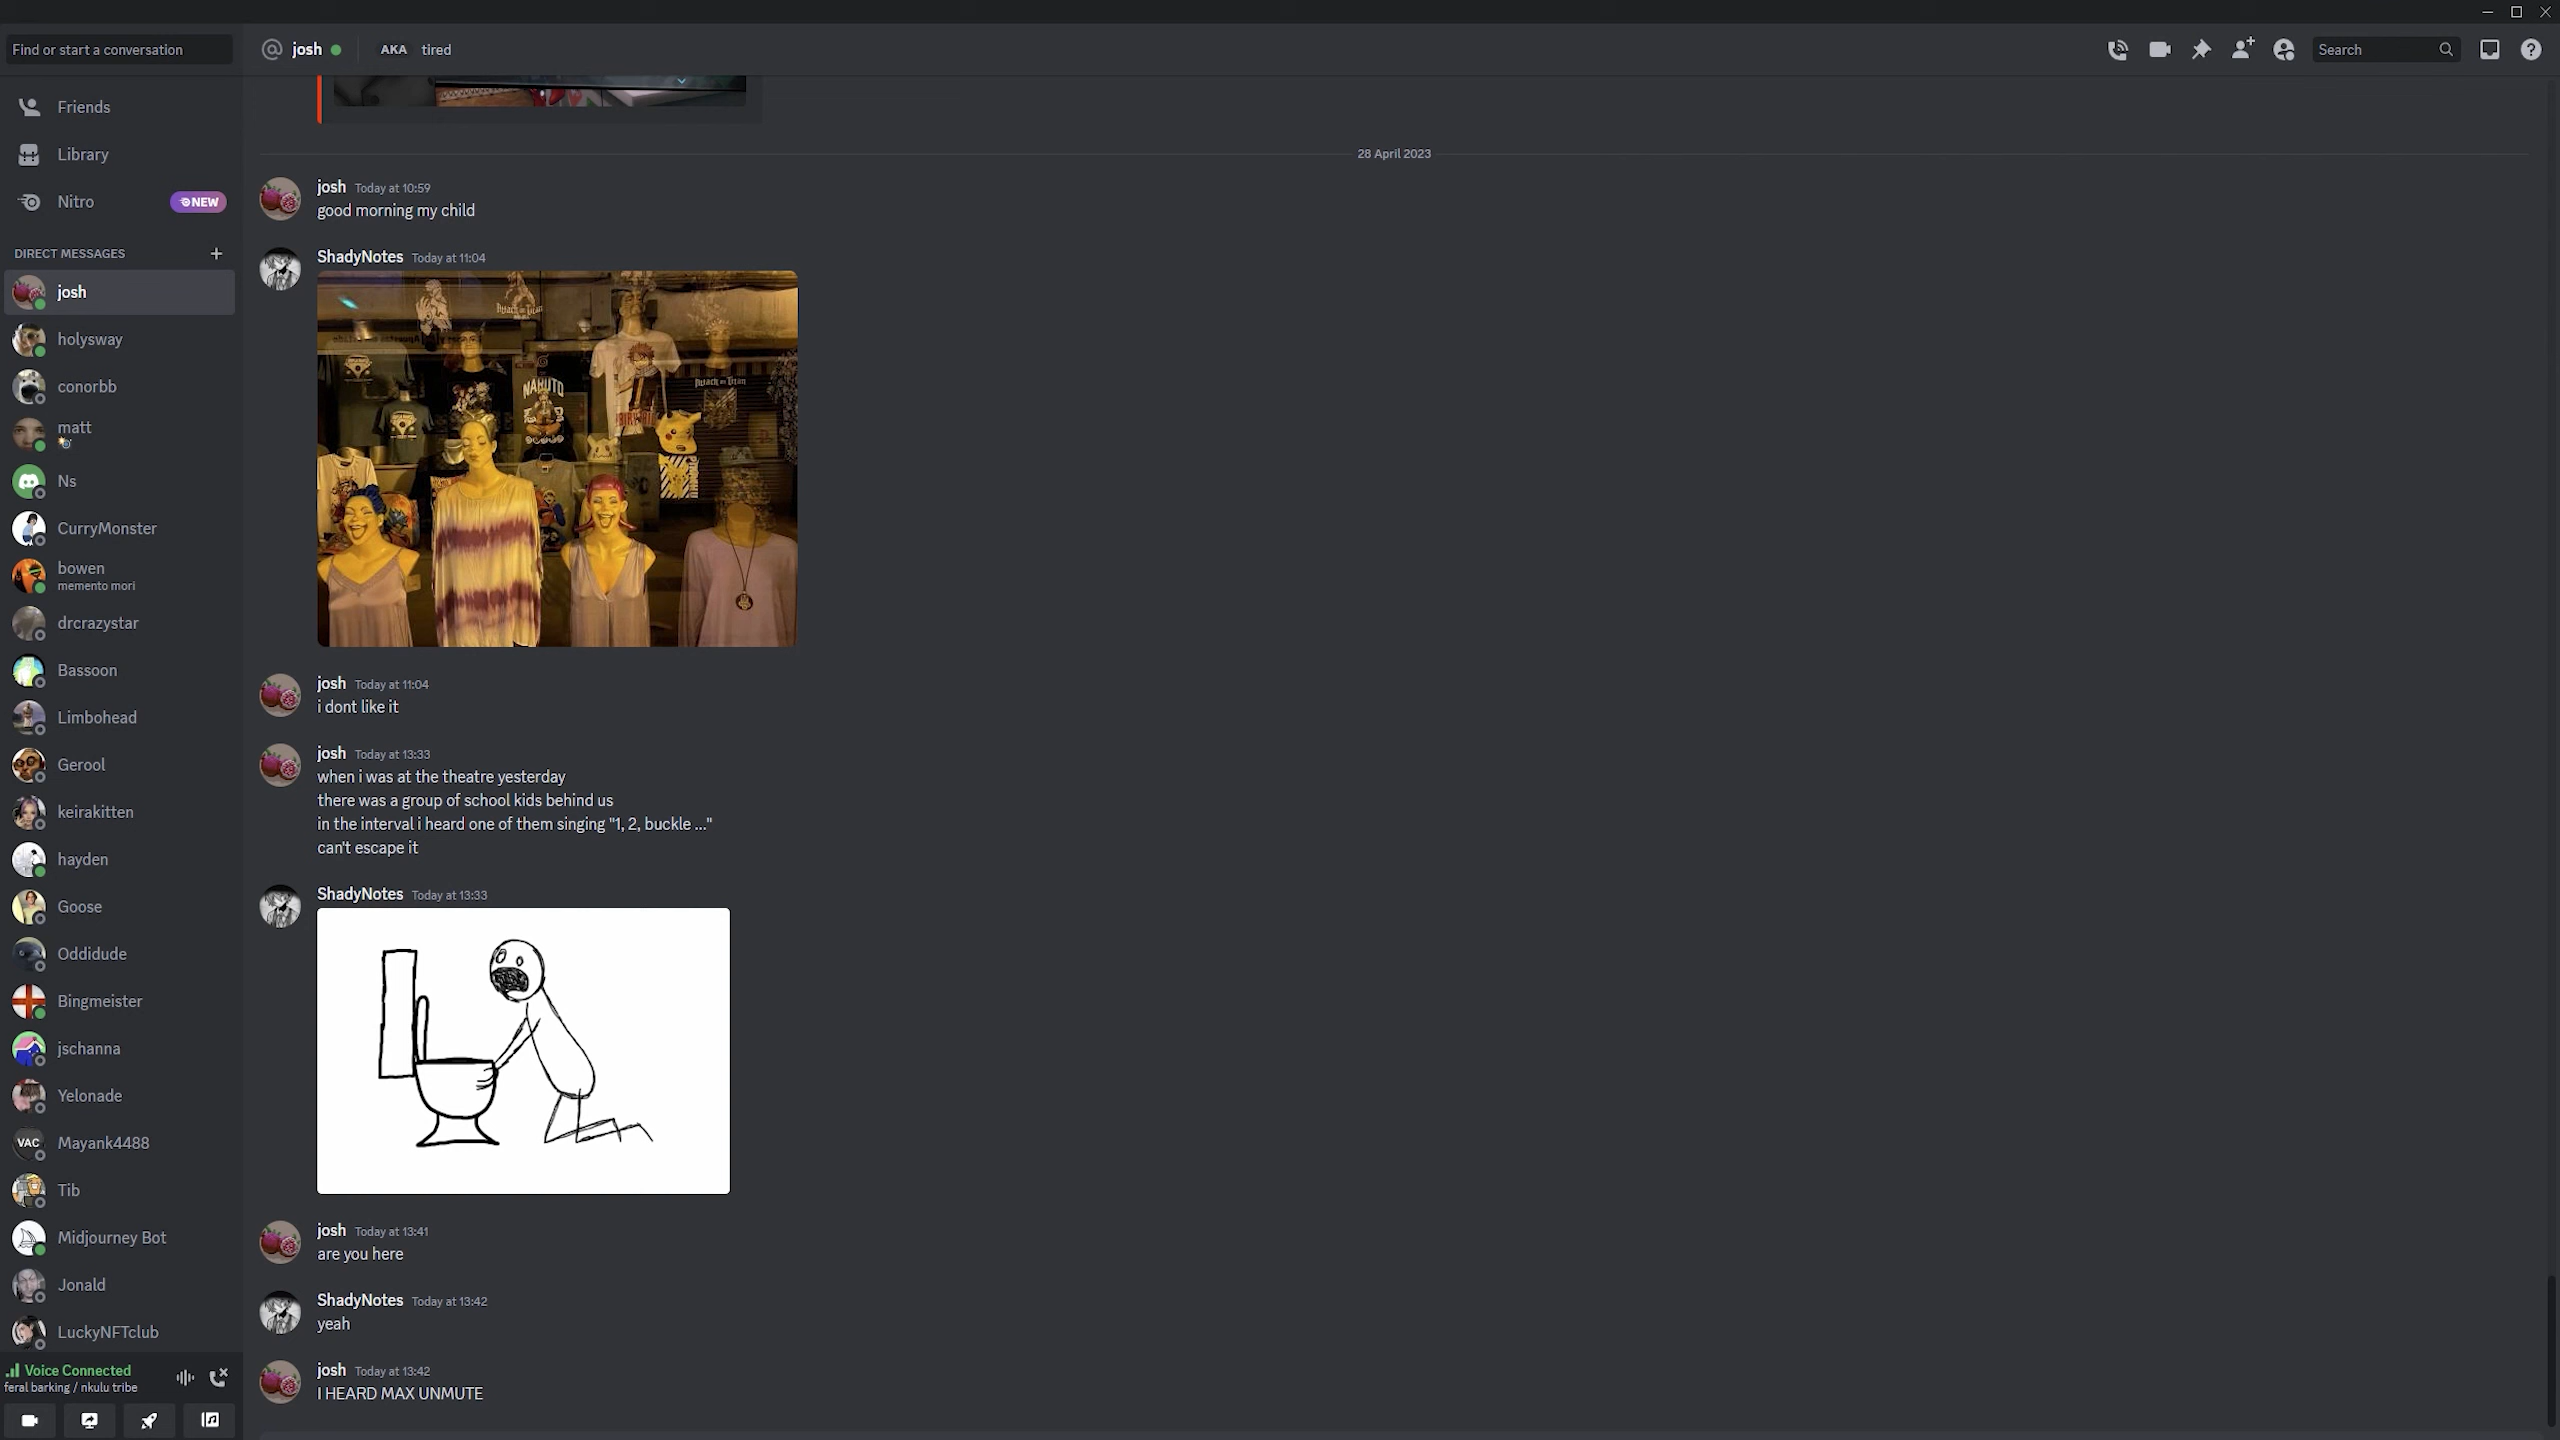 Find or start a conversation
josh
AKA tired
Search
Friends
Library
Nitro
NEW
DIRECT MESSAGES
josh
holysway
conorbb
matt
Ns
CurryMonster
bowen
memento mori
drcrazystar
Bassoon
Limbohead
Gerool
keirakitten
hayden
Goose
Oddidude
Bingmeister
jschanna
Yelonade
VAC
Mayank4488
Tib
Midjourney Bot
Jonald
LuckyNFTclub
Voice Connected
feral barking / nkulu tribe
28 April 2023
josh Today at 10:59
good morning my child
ShadyNotes Today at 11:04
Attack on Titan
NARUTO
Attack on Titan
josh Today at 11:04
i dont like it
josh Today at 13:33
when i was at the theatre yesterday
there was a group of school kids behind us
in the interval i heard one of them singing "1, 2, buckle ..."
can't escape it
ShadyNotes Today at 13:33
josh Today at 13:41
are you here
ShadyNotes Today at 13:42
yeah
josh Today at 13:42
I HEARD MAX UNMUTE